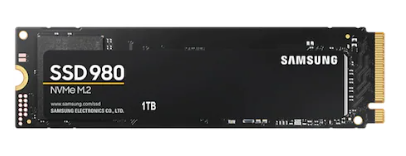 SSD 980
NVMe M.2
www.samsung.com/ssd
SAMSUNG ELECTRONICS CO., LTD.
1TB
SAMSUNG